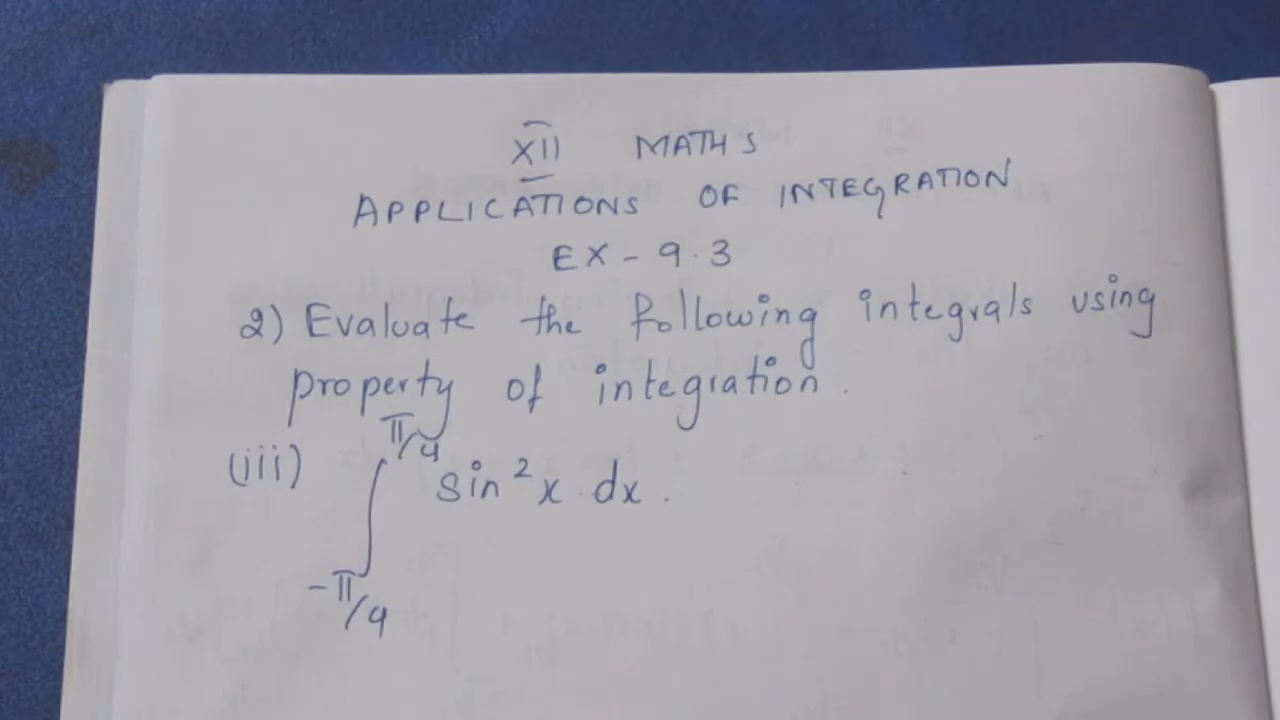 XII MATHS
APPLICATIONS OF INTEGRATION
EX - 9.3
2) Evaluate the following integrals using
property of integration.
(iii) ∫_{-π/4}^{π/4} sin²x dx.